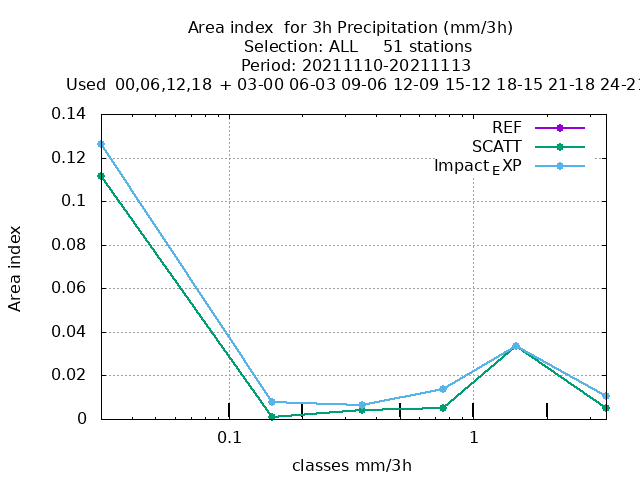 Area index  for 3h Precipitation (mm/3h)
Selection: ALL     51 stations
Period: 20211110-20211113
Used  00,06,12,18  + 03-00 06-03 09-06 12-09 15-12 18-15 21-18 24-21
0.14
0.12
0.1
0.08
0.06
0.04
0.02
0
Area index
REF
SCATT
Impact_EXP
0.1
1
classes mm/3h